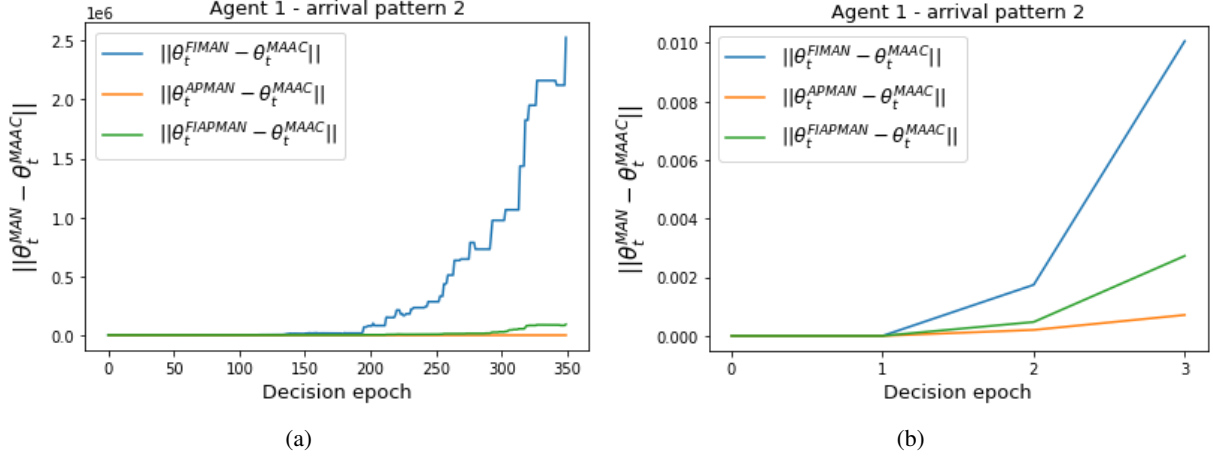 Agent 1 - arrival pattern 2
1e6
||θ_t^{FIMAN} − θ_t^{MAAC}||
||θ_t^{APMAN} − θ_t^{MAAC}||
||θ_t^{FIAPMAN} − θ_t^{MAAC}||
||θ_t^{MAN} − θ_t^{MAAC}||
2.5
2.0
1.5
1.0
0.5
0.0
0 50 100 150 200 250 300 350
Decision epoch
(a)
Agent 1 - arrival pattern 2
||θ_t^{FIMAN} − θ_t^{MAAC}||
||θ_t^{APMAN} − θ_t^{MAAC}||
||θ_t^{FIAPMAN} − θ_t^{MAAC}||
||θ_t^{MAN} − θ_t^{MAAC}||
0.010
0.008
0.006
0.004
0.002
0.000
0 1 2 3
Decision epoch
(b)